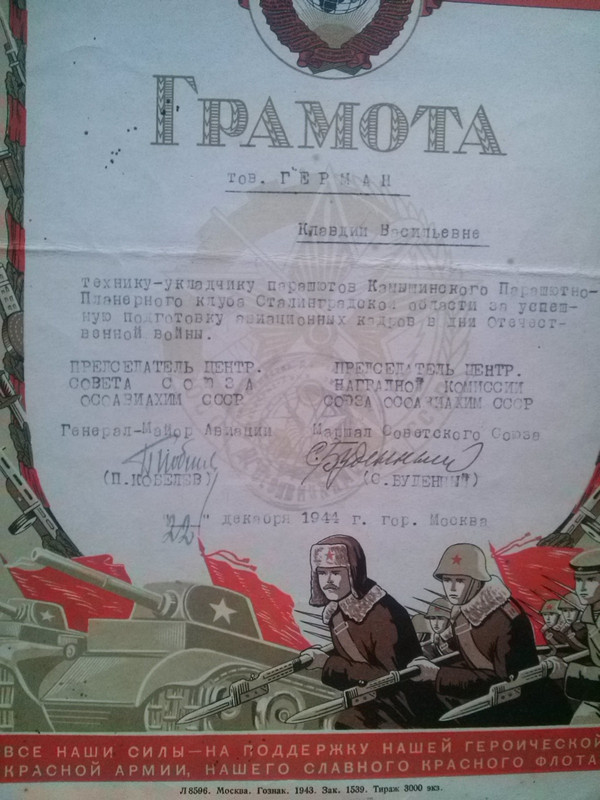 ГРАМОТА
тов. ГЕРМАН
Клавдии Васильевне
технику-укладчику парашютов Камышинского Парашютно-
Планерного клуба Сталинградской области за успеш-
ную подготовку авиационных кадров в дни Отечест-
венной войны.
ПРЕДСЕДАТЕЛЬ ЦЕНТР.
СОВЕТА СОЮЗА
ОСОАВИАХИМ СССР
Генерал-Майор Авиации
(П.КОБЕЛЕВ)
ПРЕДСЕДАТЕЛЬ ЦЕНТР.
НАГРАДНОЙ КОМИССИИ
СОЮЗА ОСОАВИАХИМ СССР
Маршал Советского Союза
С.Буденный
(С.БУДЕННЫЙ)
"22" декабря 1944 г. гор. Москва
ВСЕ НАШИ СИЛЫ — НА ПОДДЕРЖКУ НАШЕЙ ГЕРОИЧЕСКОЙ
КРАСНОЙ АРМИИ, НАШЕГО СЛАВНОГО КРАСНОГО ФЛОТА
Л 8596. Москва. Гознак. 1943. Зак. 1539. Тираж 3000 экз.